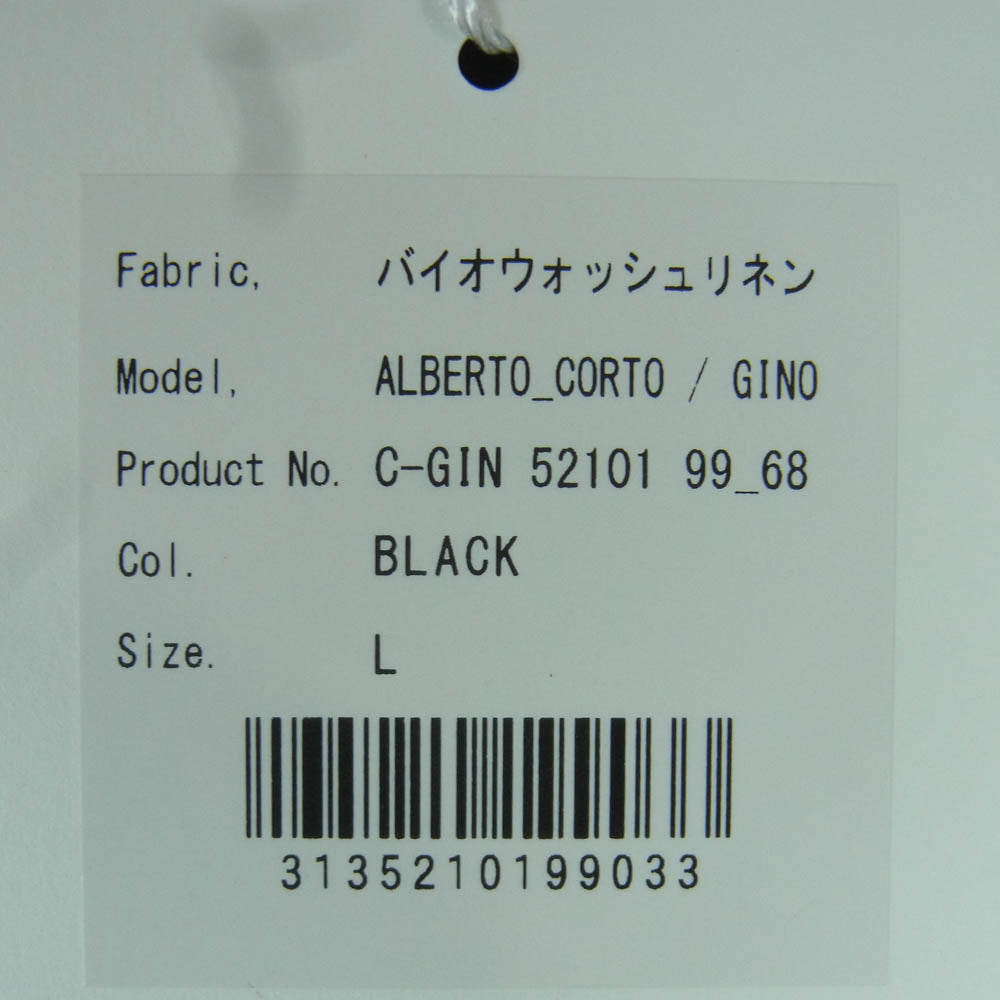 Fabric, バイオウォッシュリネン
Model, ALBERTO_CORTO / GINO
Product No. C-GIN 52101 99_68
Col. BLACK
Size. L
3135210199033